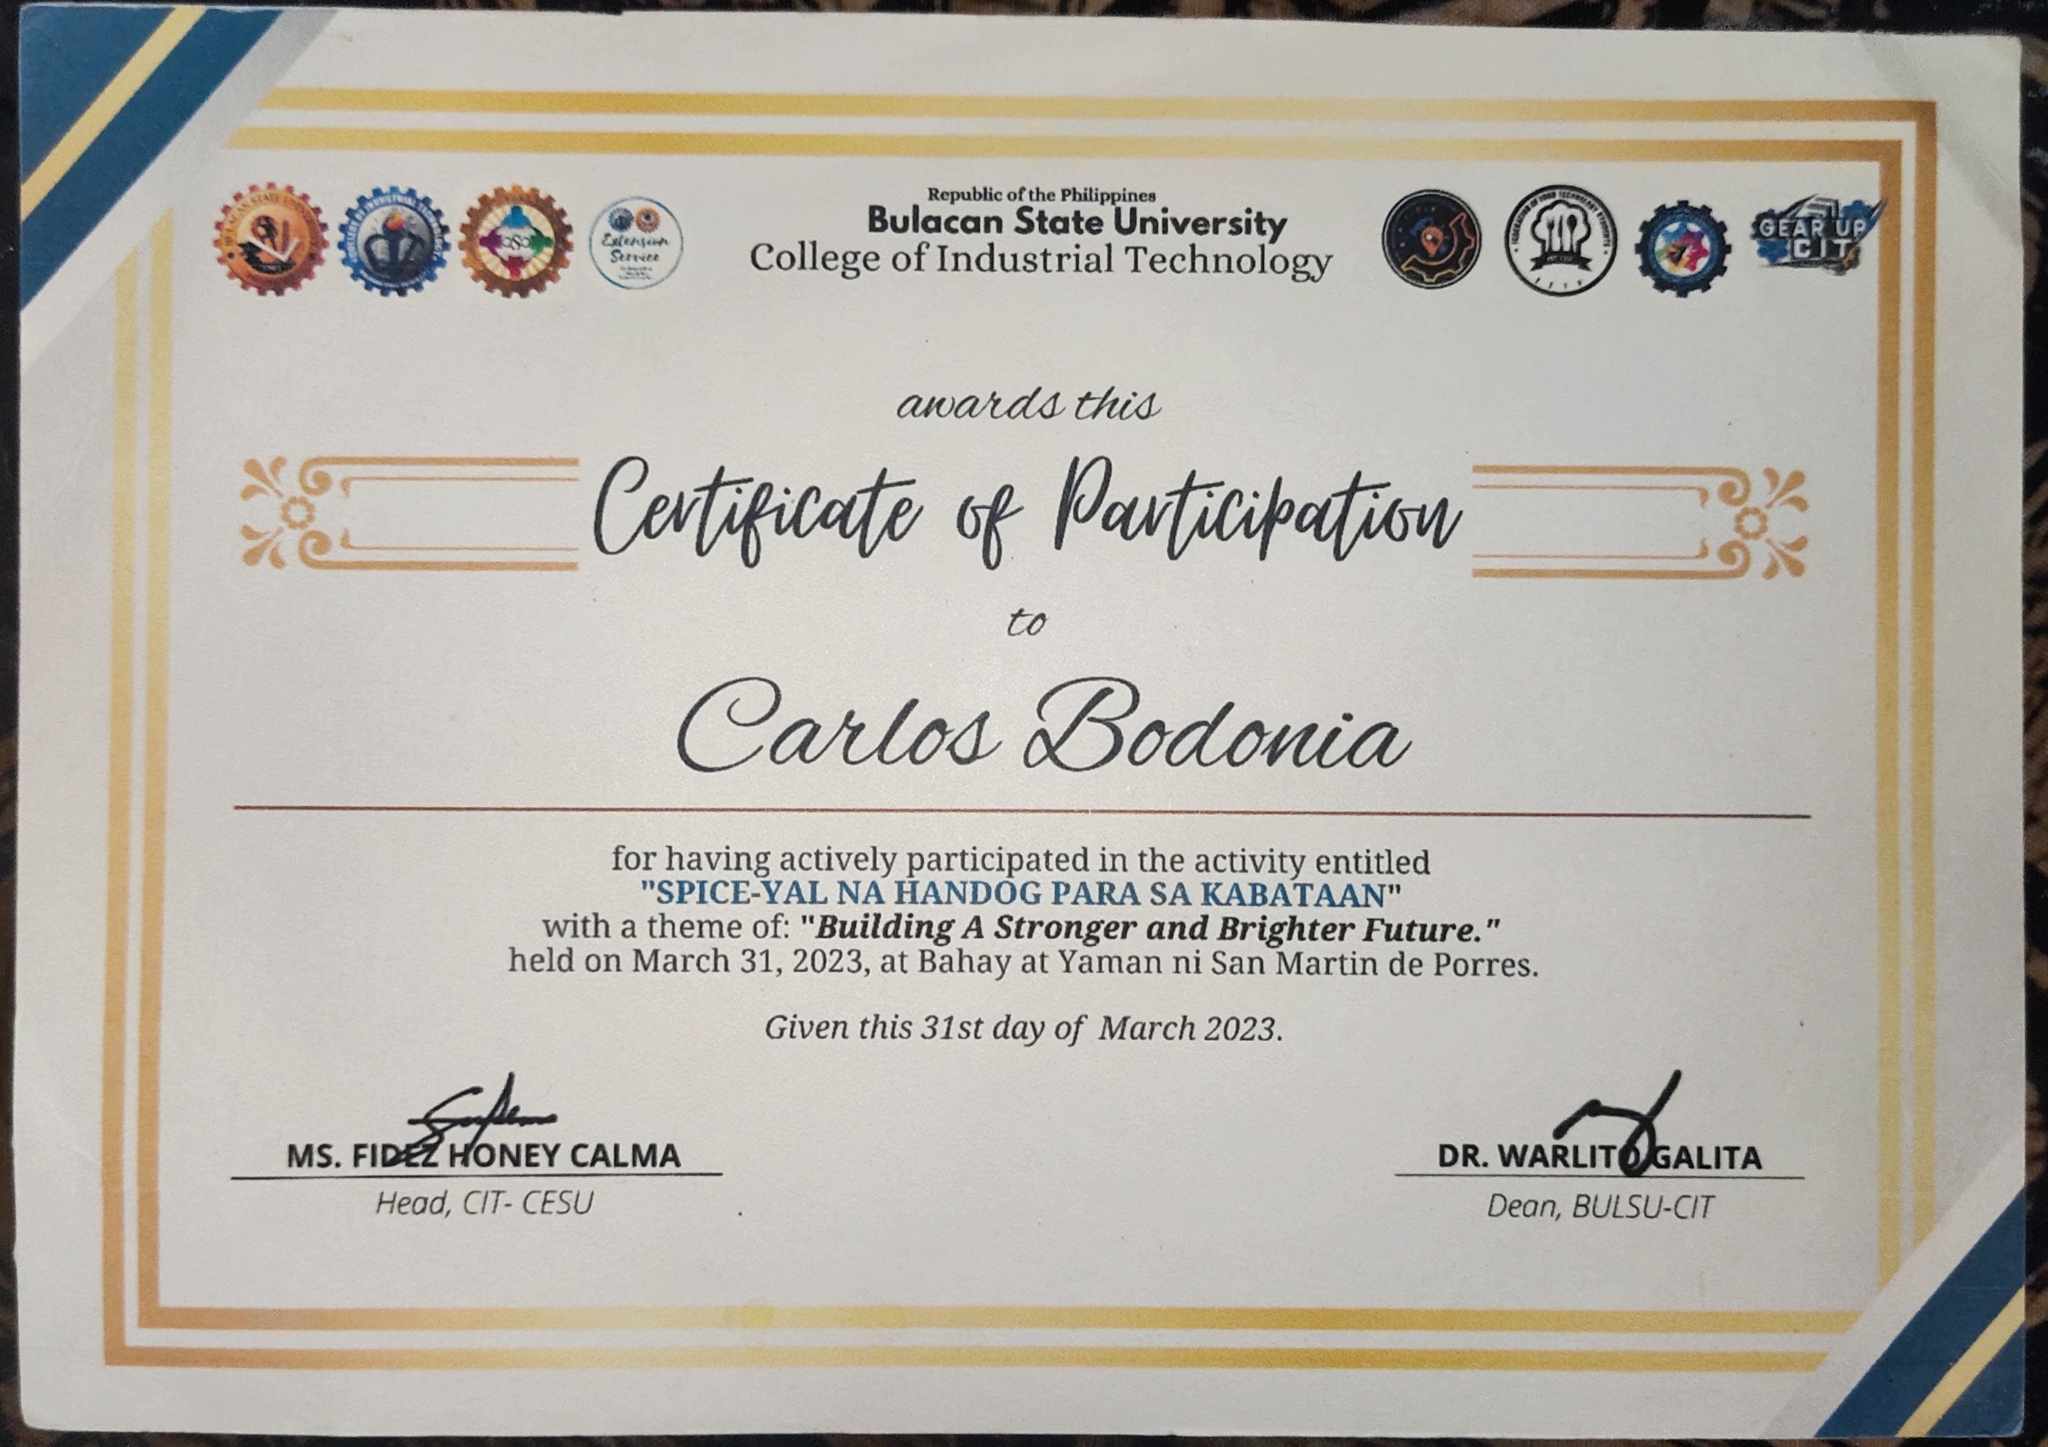 Republic of the Philippines
Bulacan State University
College of Industrial Technology
Extension
Service
GEAR UP
CIT
awards this
Certificate of Participation
to
Carlos Bodonia
for having actively participated in the activity entitled
"SPICE-YAL NA HANDOG PARA SA KABATAAN"
with a theme of: "Building A Stronger and Brighter Future."
held on March 31, 2023, at Bahay at Yaman ni San Martin de Porres.
Given this 31st day of March 2023.
MS. FIDEZ HONEY CALMA
Head, CIT- CESU
DR. WARLITO GALITA
Dean, BULSU-CIT